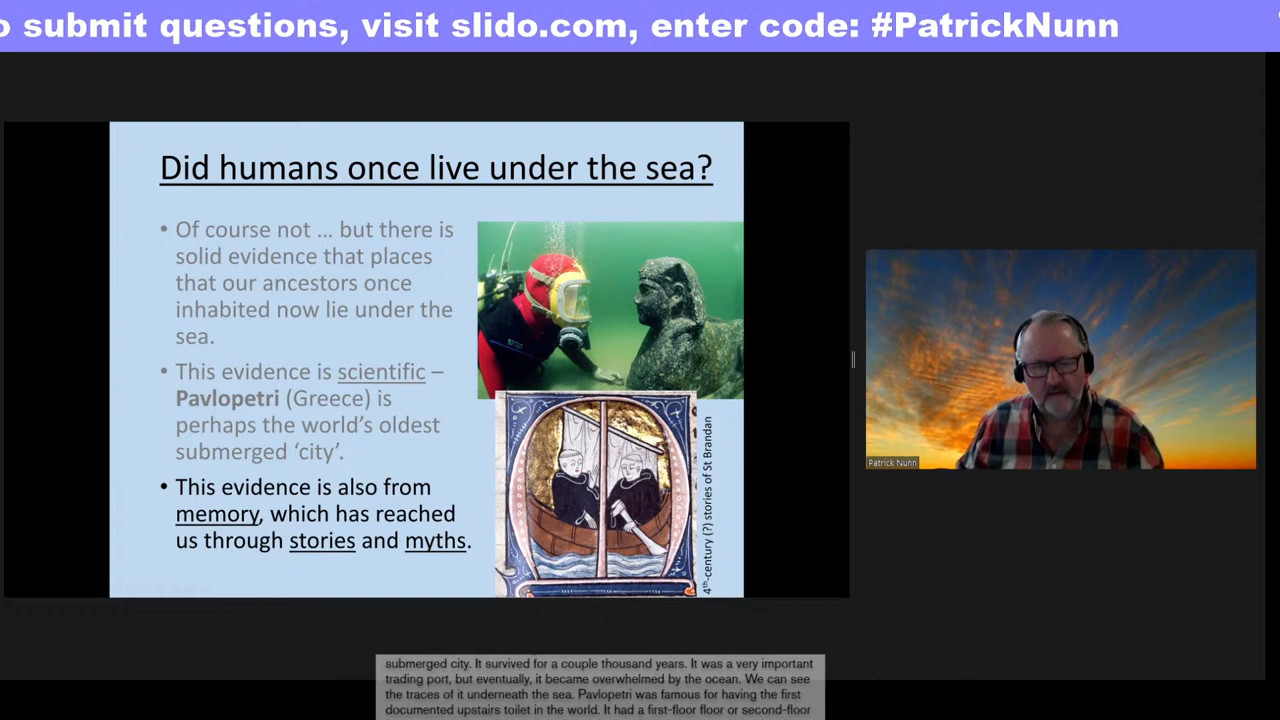 o submit questions, visit slido.com, enter code: #PatrickNunn
Did humans once live under the sea?
• Of course not … but there is
solid evidence that places
that our ancestors once
inhabited now lie under the
sea.
• This evidence is scientific –
Pavlopetri (Greece) is
perhaps the world's oldest
submerged 'city'.
• This evidence is also from
memory, which has reached
us through stories and myths.
4th-century (?) stories of St Brandan
Patrick Nunn
submerged city. It survived for a couple thousand years. It was a very important
trading port, but eventually, it became overwhelmed by the ocean. We can see
the traces of it underneath the sea. Pavlopetri was famous for having the first
documented upstairs toilet in the world. It had a first-floor floor or second-floor